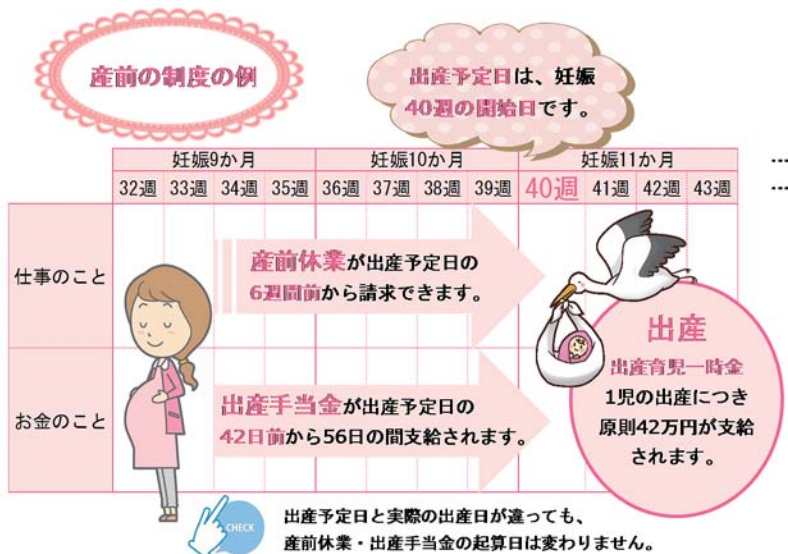 産前の制度の例
出産予定日は、妊娠
40週の開始日です。
妊娠9か月 妊娠10か月 妊娠11か月 …
32週 33週 34週 35週 36週 37週 38週 39週 40週 41週 42週 43週 …
仕事のこと
産前休業が出産予定日の
6週間前から請求できます。
お金のこと
出産手当金が出産予定日の
42日前から56日の間支給されます。
出産
出産育児一時金
1児の出産につき
原則42万円が支給
されます。
CHECK
出産予定日と実際の出産日が違っても、
産前休業・出産手当金の起算日は変わりません。